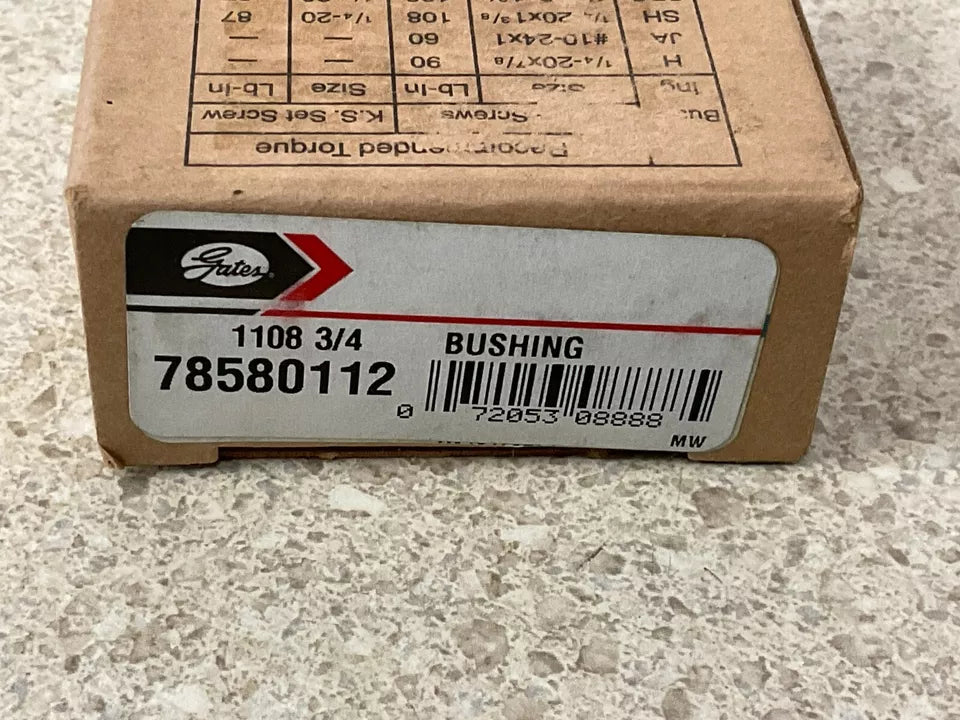 Recommended Torque
Screws K.S. Set Screw
Size Lb-In Size Lb-In
H 1/4-20x7/8 90 — —
JA #10-24x1 60 — —
SH 1/4-20x1 3/8 108 1/4-20 87
Gates
1108 3/4 BUSHING
78580112
0 72053 08888
MW